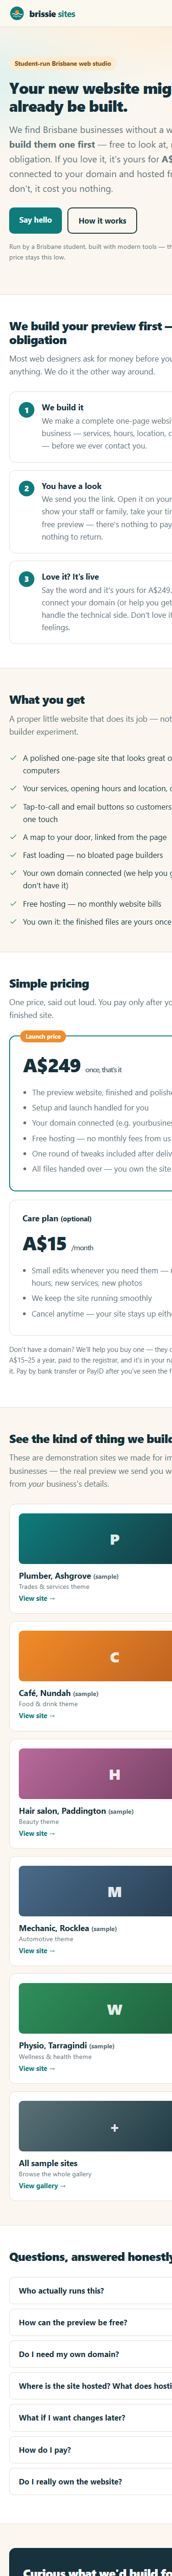 brissie sites
Student-run Brisbane web studio
Your new website mig
already be built.
We find Brisbane businesses without a w
build them one first — free to look at,
obligation. If you love it, it's yours for A$
connected to your domain and hosted fr
don't, it cost you nothing.
Say hello
How it works
Run by a Brisbane student, built with modern tools — th
price stays this low.
We build your preview first —
obligation
Most web designers ask for money before you
anything. We do it the other way around.
1
We build it
We make a complete one-page websi
business — services, hours, location, c
— before we ever contact you.
2
You have a look
We send you the link. Open it on your
show your staff or family, take your tir
free preview — there's nothing to pay
nothing to return.
3
Love it? It's live
Say the word and it's yours for A$249.
connect your domain (or help you get
handle the technical side. Don't love it
feelings.
What you get
A proper little website that does its job — not
builder experiment.
A polished one-page site that looks great o
computers
Your services, opening hours and location, c
Tap-to-call and email buttons so customers
one touch
A map to your door, linked from the page
Fast loading — no bloated page builders
Your own domain connected (we help you g
don't have it)
Free hosting — no monthly website bills
You own it: the finished files are yours once
Simple pricing
One price, said out loud. You pay only after yo
finished site.
Launch price
A$249 once, that's it
The preview website, finished and polishe
Setup and launch handled for you
Your domain connected (e.g. yourbusines
Free hosting — no monthly fees from us
One round of tweaks included after deliv
All files handed over — you own the site
Care plan (optional)
A$15 /month
Small edits whenever you need them —
hours, new services, new photos
We keep the site running smoothly
Cancel anytime — your site stays up eith
Don't have a domain? We'll help you buy one — they c
A$15–25 a year, paid to the registrar, and it's in your na
it. Pay by bank transfer or PayID after you've seen the f
See the kind of thing we build
These are demonstration sites we made for im
businesses — the real preview we send you w
from your business's details.
P
Plumber, Ashgrove (sample)
Trades & services theme
View site →
C
Café, Nundah (sample)
Food & drink theme
View site →
H
Hair salon, Paddington (sample)
Beauty theme
View site →
M
Mechanic, Rocklea (sample)
Automotive theme
View site →
W
Physio, Tarragindi (sample)
Wellness & health theme
View site →
+
All sample sites
Browse the whole gallery
View gallery →
Questions, answered honestly
Who actually runs this?
How can the preview be free?
Do I need my own domain?
Where is the site hosted? What does hosti
What if I want changes later?
How do I pay?
Do I really own the website?
Curious what we'd build fo